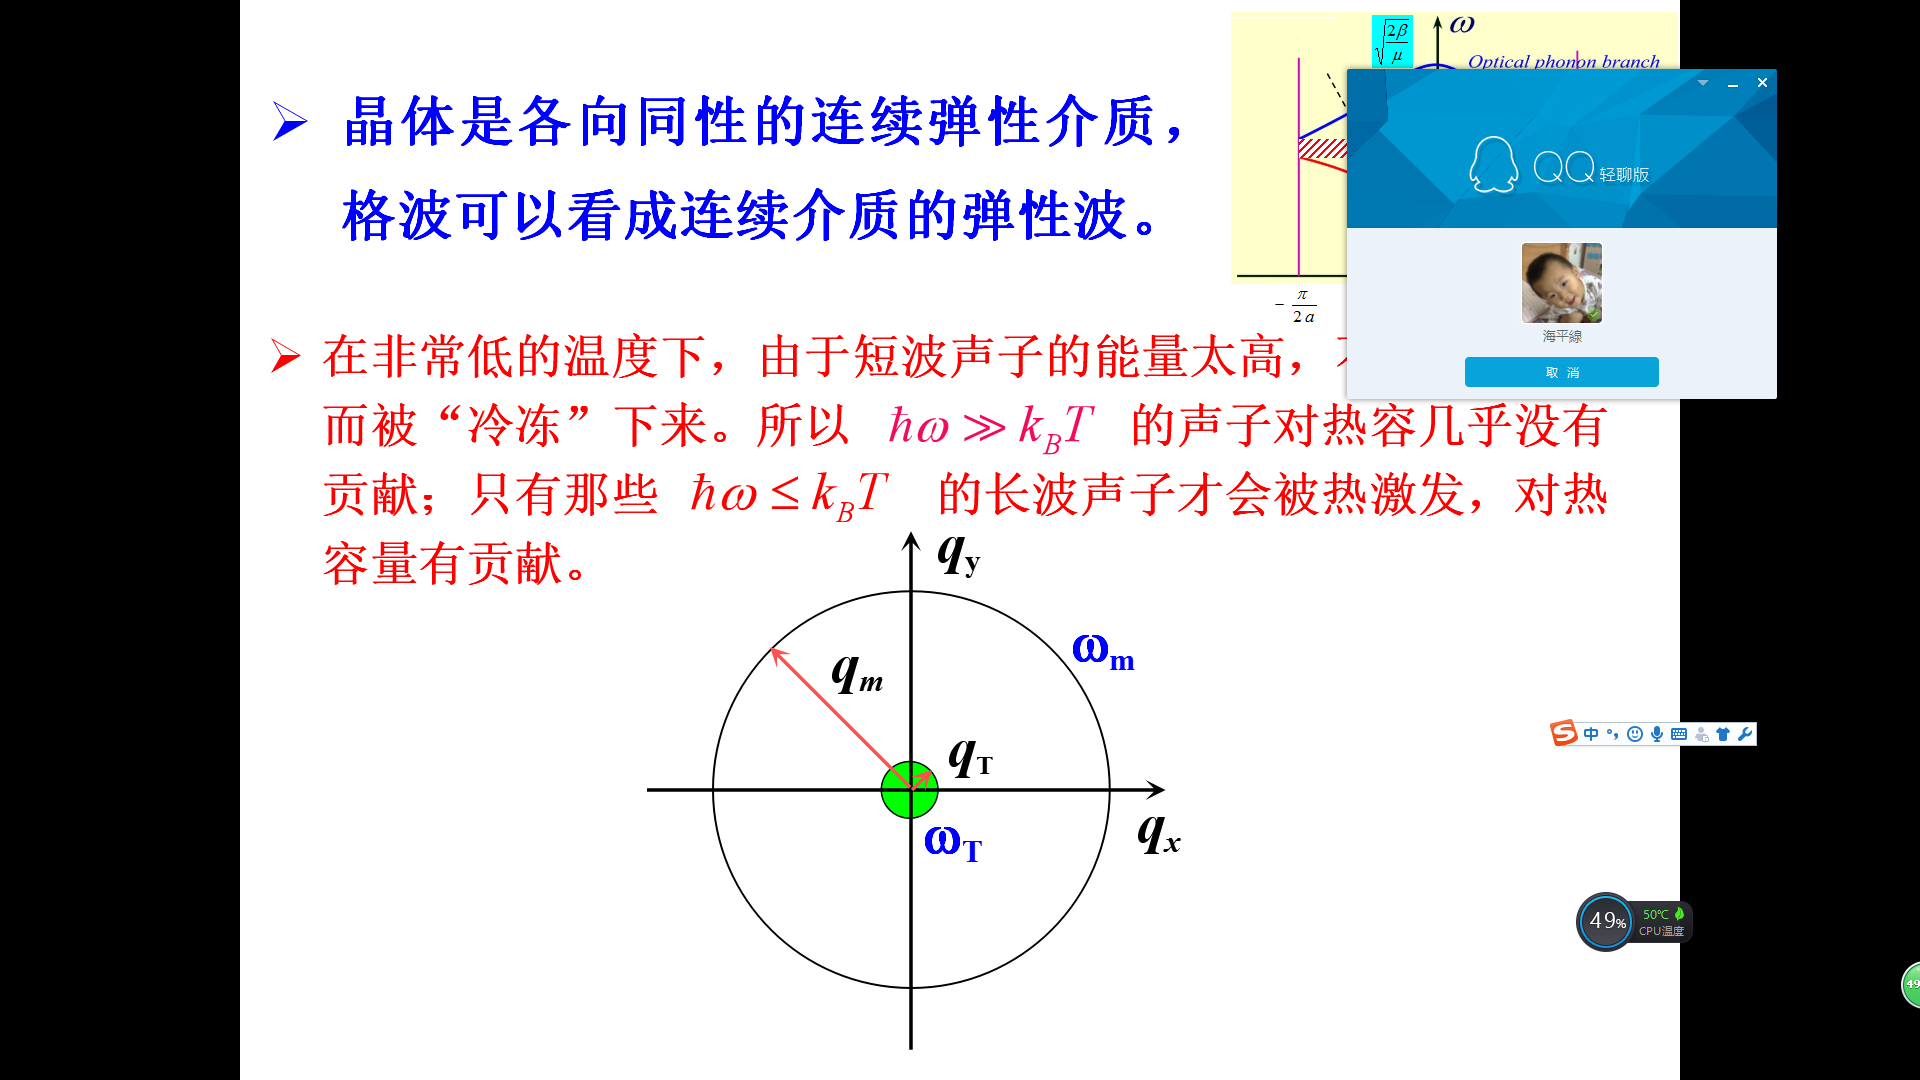 晶体是各向同性的连续弹性介质，
格波可以看成连续介质的弹性波。
√(2β/μ)
ω
Optical phonon branch
−π/2a
QQ轻聊版
海平線
取 消
在非常低的温度下，由于短波声子的能量太高，
而被“冷冻”下来。所以 ħω≫k_BT 的声子对热容几乎没有
贡献；只有那些 ħω≤k_BT 的长波声子才会被热激发，对热
容量有贡献。
q_y
ω_m
q_m
q_T
q_x
ω_T
中
49%
50℃
CPU温度
49